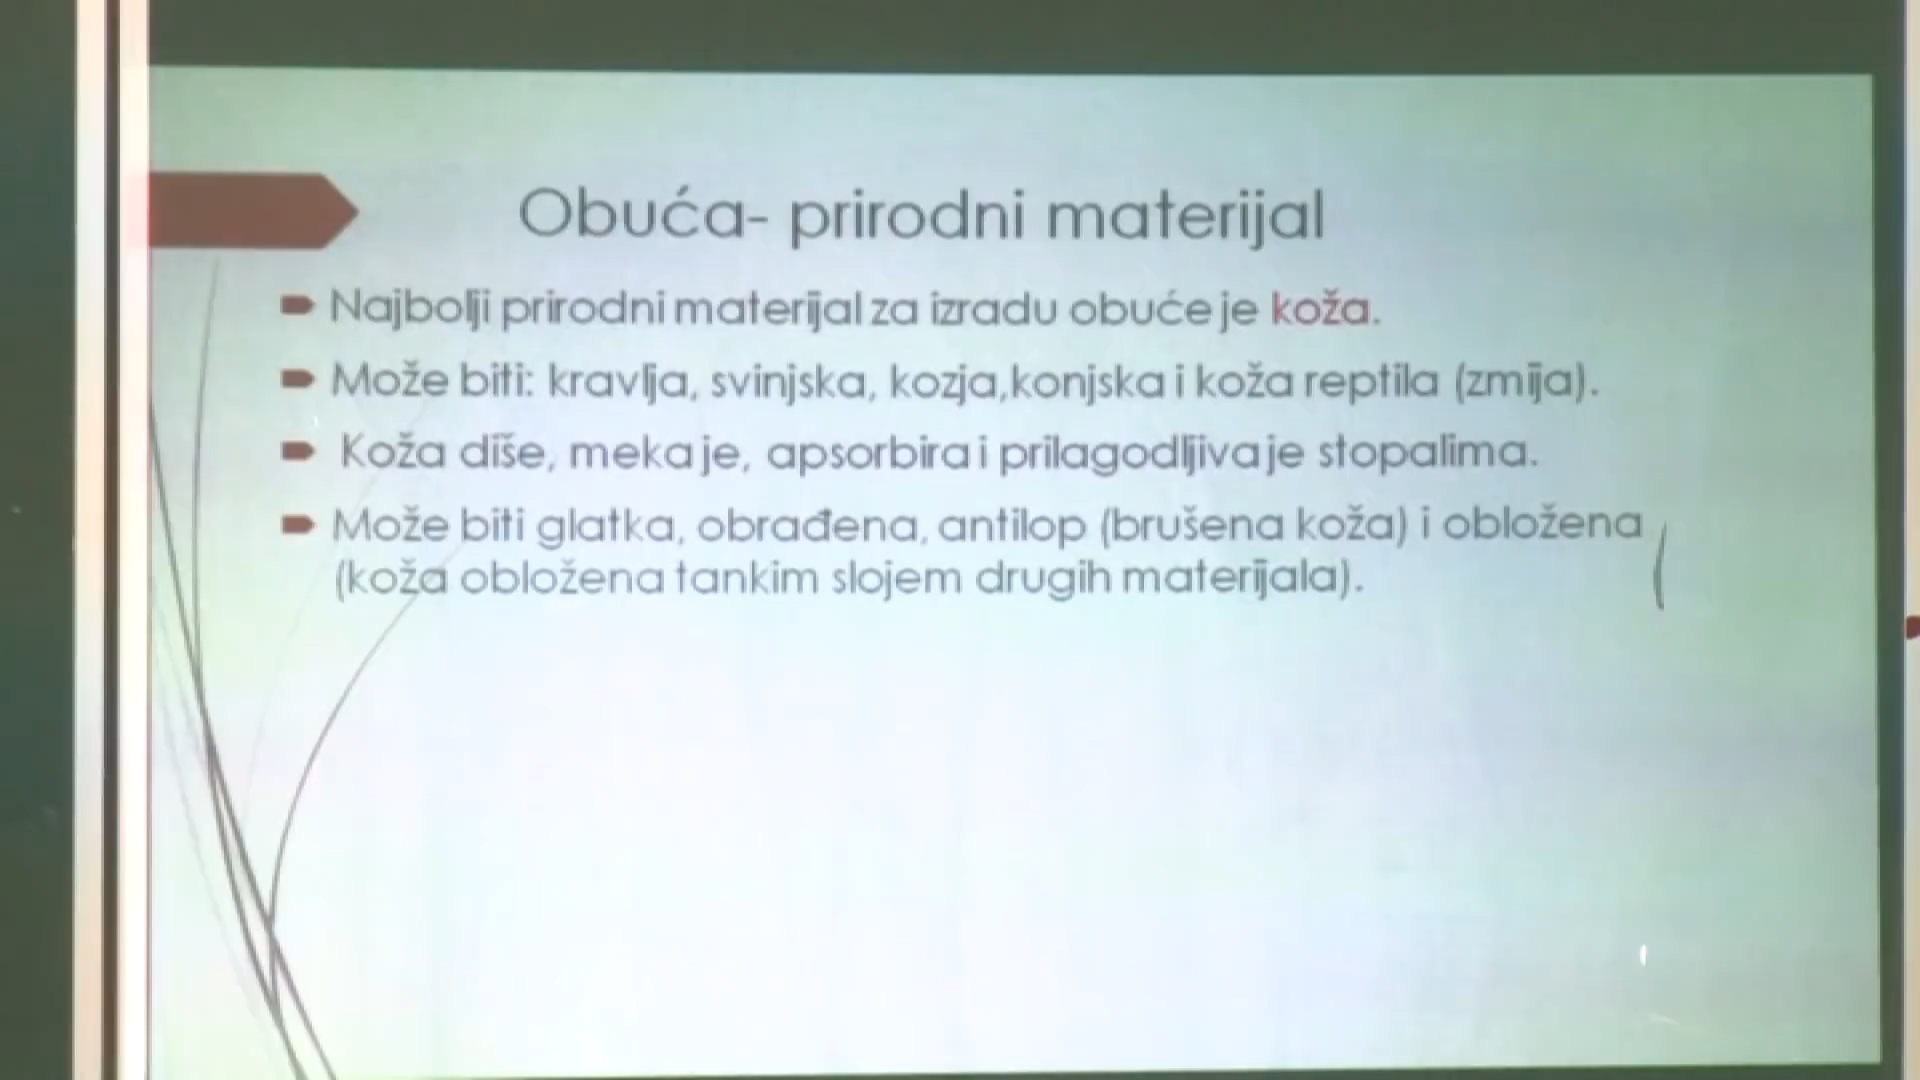 Obuća- prirodni materijal
Najbolji prirodni materijal za izradu obuće je koža.
Može biti: kravlja, svinjska, kozja,konjska i koža reptila (zmija).
Koža diše, meka je, apsorbira i prilagodljiva je stopalima.
Može biti glatka, obrađena, antilop (brušena koža) i obložena
(koža obložena tankim slojem drugih materijala).